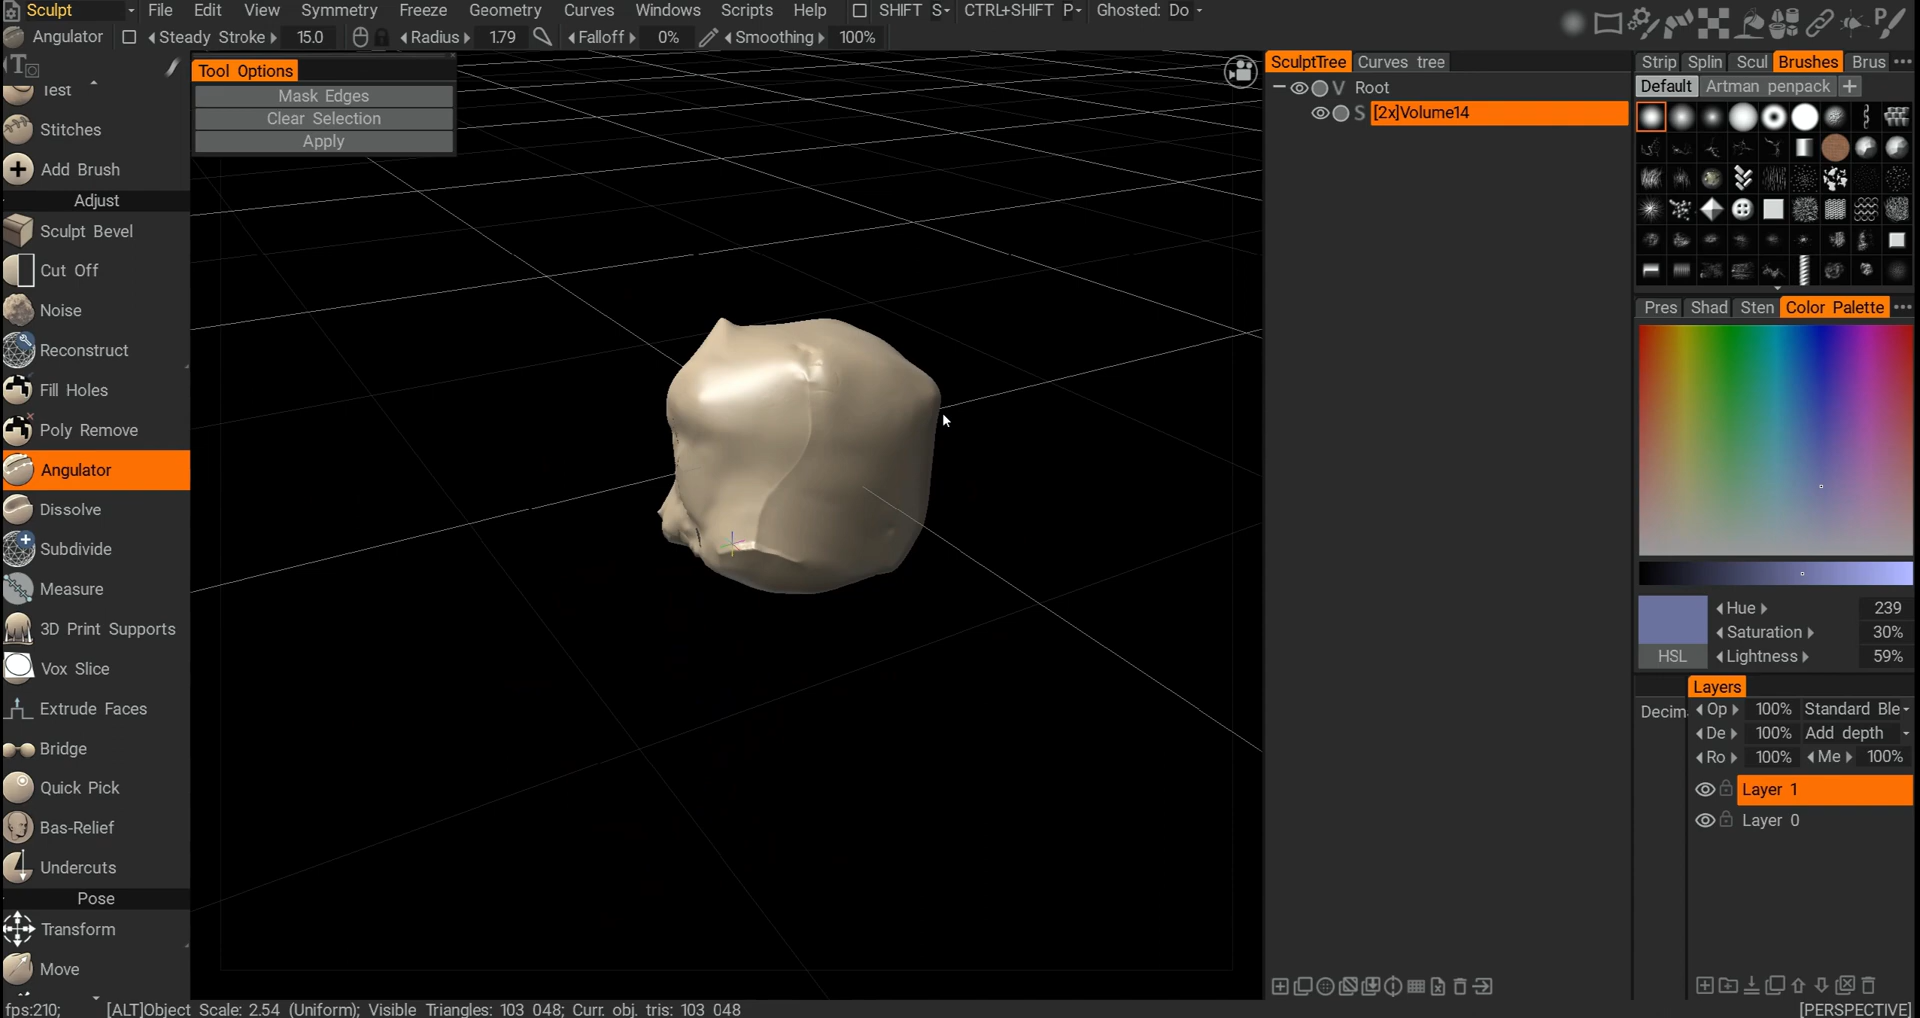 Sculpt File Edit View Symmetry Freeze Geometry Curves Windows Scripts Help SHIFT S CTRL+SHIFT P Ghosted: Do
Angulator Steady Stroke 15.0 Radius 1.79 Falloff 0% Smoothing 100%
Test
Stitches
Add Brush
Adjust
Sculpt Bevel
Cut Off
Noise
Reconstruct
Fill Holes
Poly Remove
Angulator
Dissolve
Subdivide
Measure
3D Print Supports
Vox Slice
Extrude Faces
Bridge
Quick Pick
Bas-Relief
Undercuts
Pose
Transform
Move
Tool Options
Mask Edges
Clear Selection
Apply
SculptTree Curves tree
V Root
S [2x]Volume14
Strip Splin Scul Brushes Brus
Default Artman penpack
Pres Shad Sten Color Palette
Hue 239
Saturation 30%
HSL Lightness 59%
Layers
Decim Op 100% Standard Ble
De 100% Add depth
Ro 100% Me 100%
Layer 1
Layer 0
fps:210; [ALT]Object Scale: 2.54 (Uniform); Visible Triangles: 103 048; Curr. obj. tris: 103 048 [PERSPECTIVE]